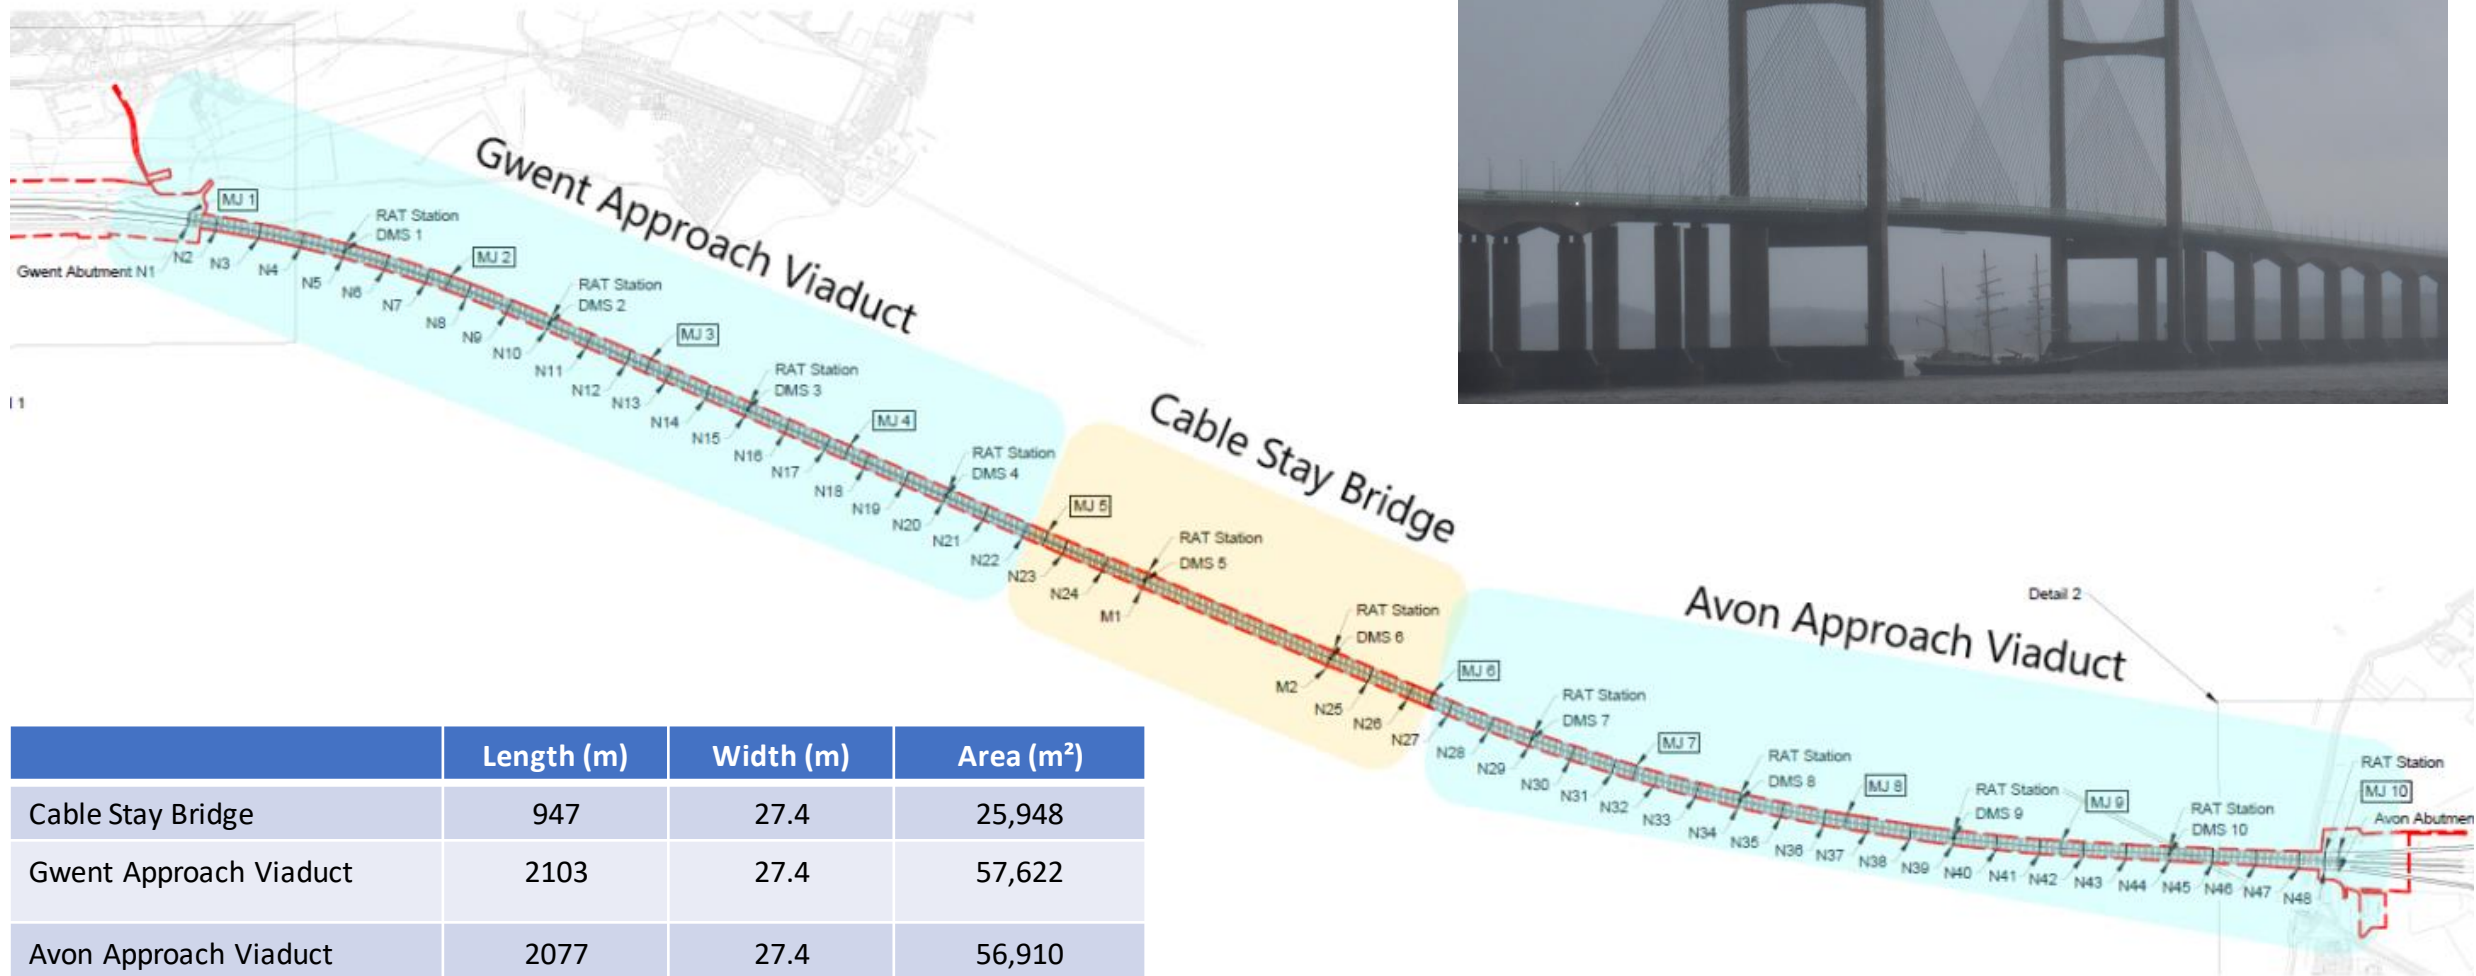 Gwent Approach Viaduct
Cable Stay Bridge
Avon Approach Viaduct
MJ 1
RAT Station
DMS 1
MJ 2
RAT Station
DMS 2
MJ 3
RAT Station
DMS 3
MJ 4
RAT Station
DMS 4
MJ 5
RAT Station
DMS 5
RAT Station
DMS 6
MJ 6
RAT Station
DMS 7
MJ 7
RAT Station
DMS 8
MJ 8
RAT Station
DMS 9
MJ 9
RAT Station
DMS 10
Detail 2
RAT Station
MJ 10
Avon Abutmen
Gwent Abutment N1
N2
N3
N4
N5
N6
N7
N8
N9
N10
N11
N12
N13
N14
N15
N16
N17
N18
N19
N20
N21
N22
N23
N24
M1
M2
N25
N26
N27
N28
N29
N30
N31
N32
N33
N34
N35
N36
N37
N38
N39
N40
N41
N42
N43
N44
N45
N46
N47
N48
1
Length (m) Width (m) Area (m²)
Cable Stay Bridge 947 27.4 25,948
Gwent Approach Viaduct 2103 27.4 57,622
Avon Approach Viaduct 2077 27.4 56,910